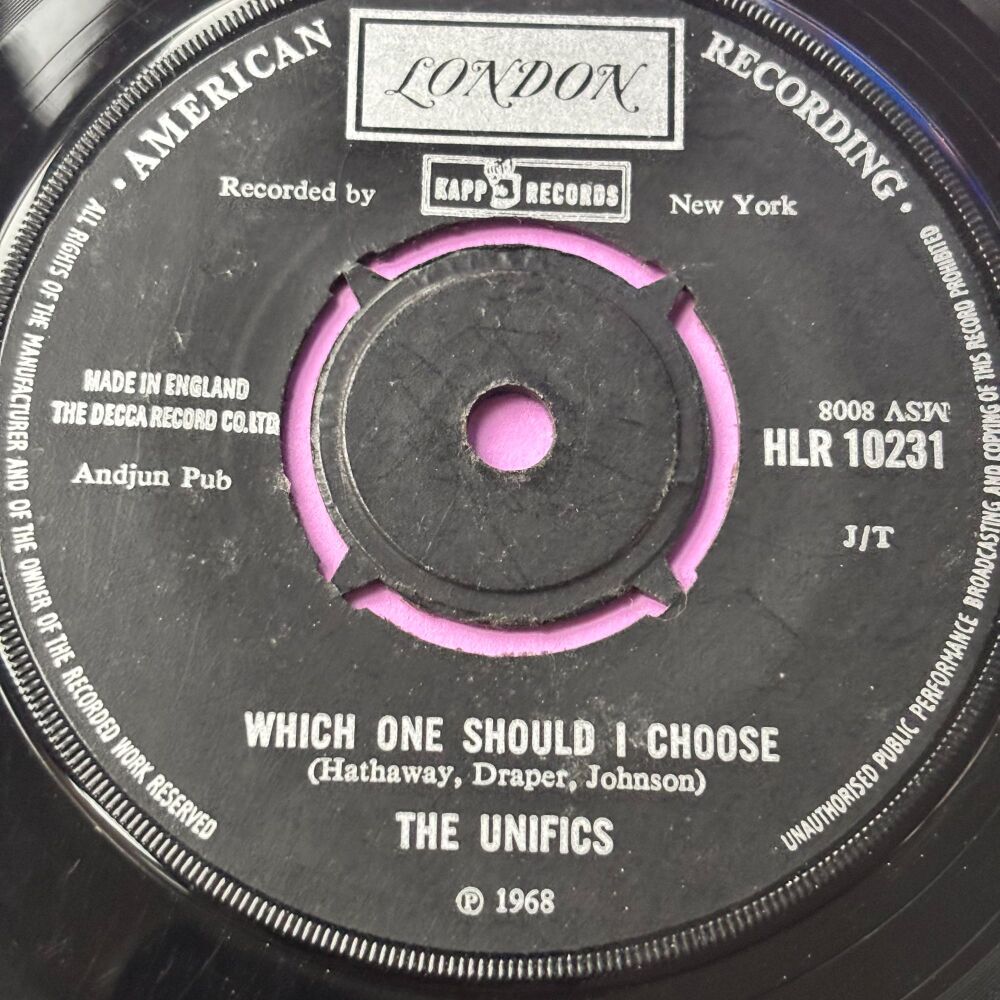 · AMERICAN RECORDING ·
LONDON
Recorded by KAPP RECORDS New York
ALL RIGHTS OF THE MANUFACTURER AND OF THE OWNER OF THE RECORDED WORK RESERVED
UNAUTHORISED PUBLIC PERFORMANCE BROADCASTING AND COPYING OF THIS RECORD PROHIBITED
MADE IN ENGLAND
THE DECCA RECORD CO. LTD
Andjun Pub
MISV 8008
HLR 10231
J/T
WHICH ONE SHOULD I CHOOSE
(Hathaway, Draper, Johnson)
THE UNIFICS
℗ 1968